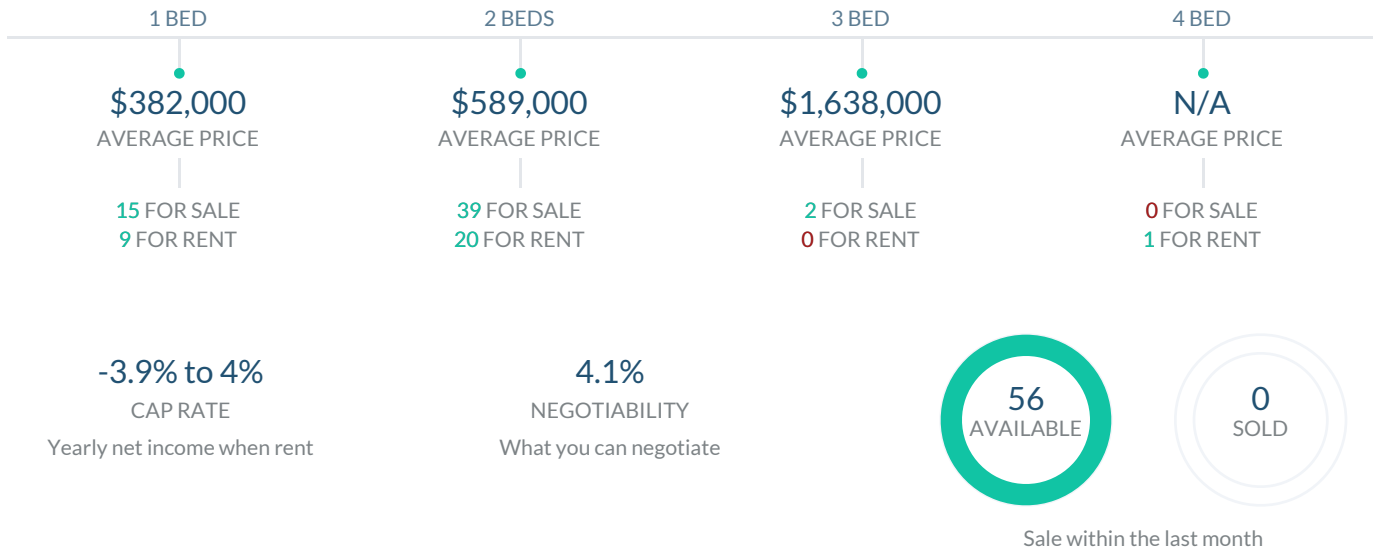 1 BED
2 BEDS
3 BED
4 BED
$382,000
$589,000
$1,638,000
N/A
AVERAGE PRICE
AVERAGE PRICE
AVERAGE PRICE
AVERAGE PRICE
15 FOR SALE
39 FOR SALE
2 FOR SALE
0 FOR SALE
9 FOR RENT
20 FOR RENT
0 FOR RENT
1 FOR RENT
-3.9% to 4%
CAP RATE
Yearly net income when rent
4.1%
NEGOTIABILITY
What you can negotiate
56
AVAILABLE
0
SOLD
Sale within the last month